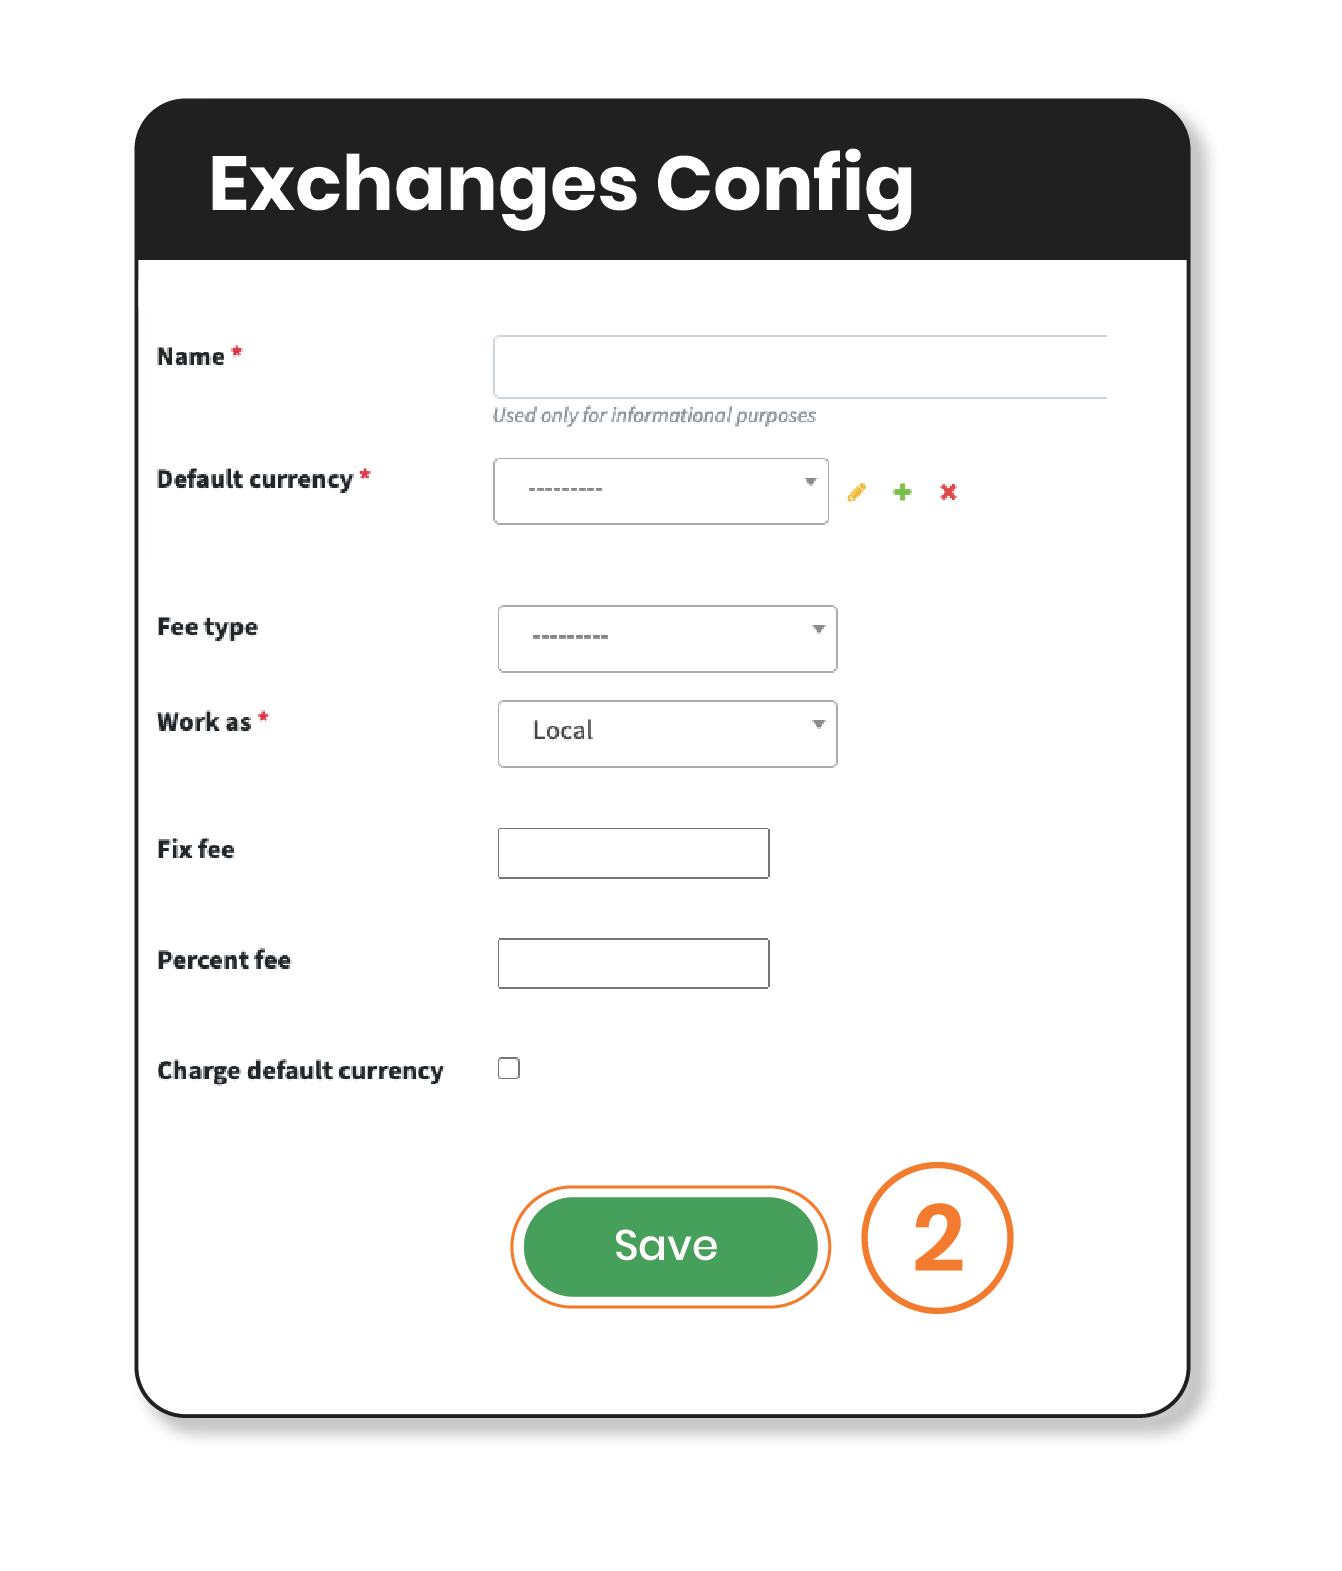 Exchanges Config
Name *
Used only for informational purposes
Default currency *
---------
Fee type
---------
Work as *
Local
Fix fee
Percent fee
Charge default currency
Save
2